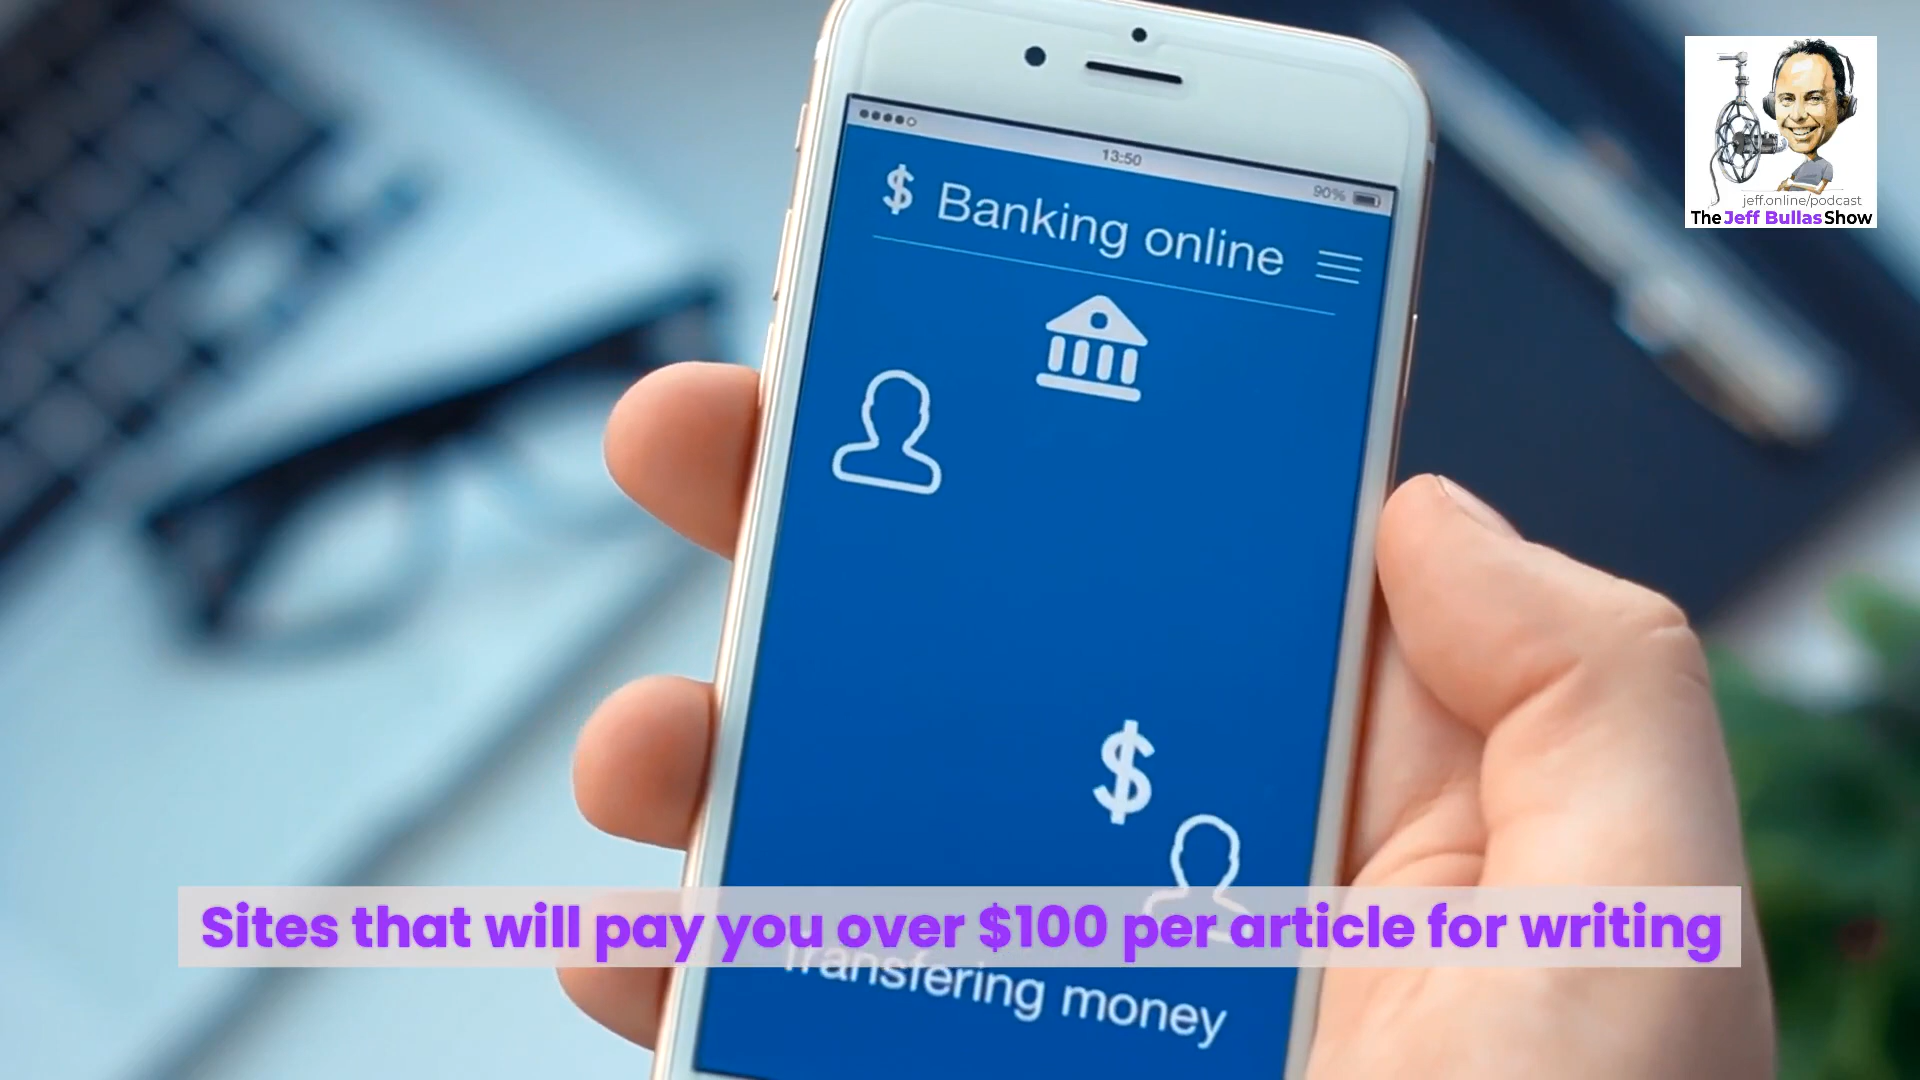 13:50
90%
$ Banking online
jeff.online/podcast
The Jeff Bullas Show
$
Sites that will pay you over $100 per article for writing
Transfering money